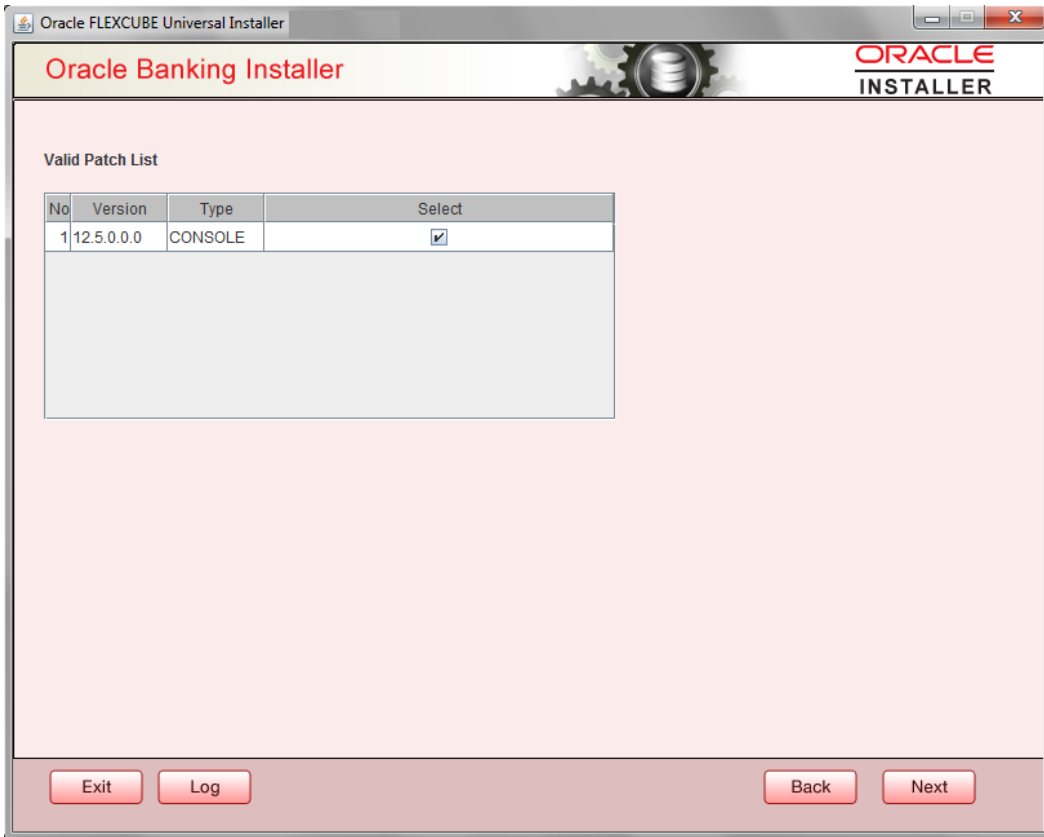 Oracle FLEXCUBE Universal Installer
Oracle Banking Installer
ORACLE
INSTALLER
Valid Patch List
No Version Type Select
1 12.5.0.0.0 CONSOLE
Exit Log Back Next